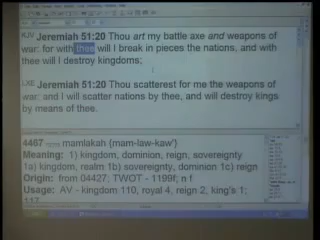 KJV Jeremiah 51:20 Thou art my battle axe and weapons of
war: for with thee will I break in pieces the nations, and with
thee will I destroy kingdoms;
LXE Jeremiah 51:20 Thou scatterest for me the weapons of
war: and I will scatter nations by thee, and will destroy kings
by means of thee.
4467 mamlakah {mam-law-kaw'}
Meaning: 1) kingdom, dominion, reign, sovereignty
1a) kingdom, realm 1b) sovereignty, dominion 1c) reign
Origin: from 04427; TWOT - 1199f; n f
Usage: AV - kingdom 110, royal 4, reign 2, king's 1;
117